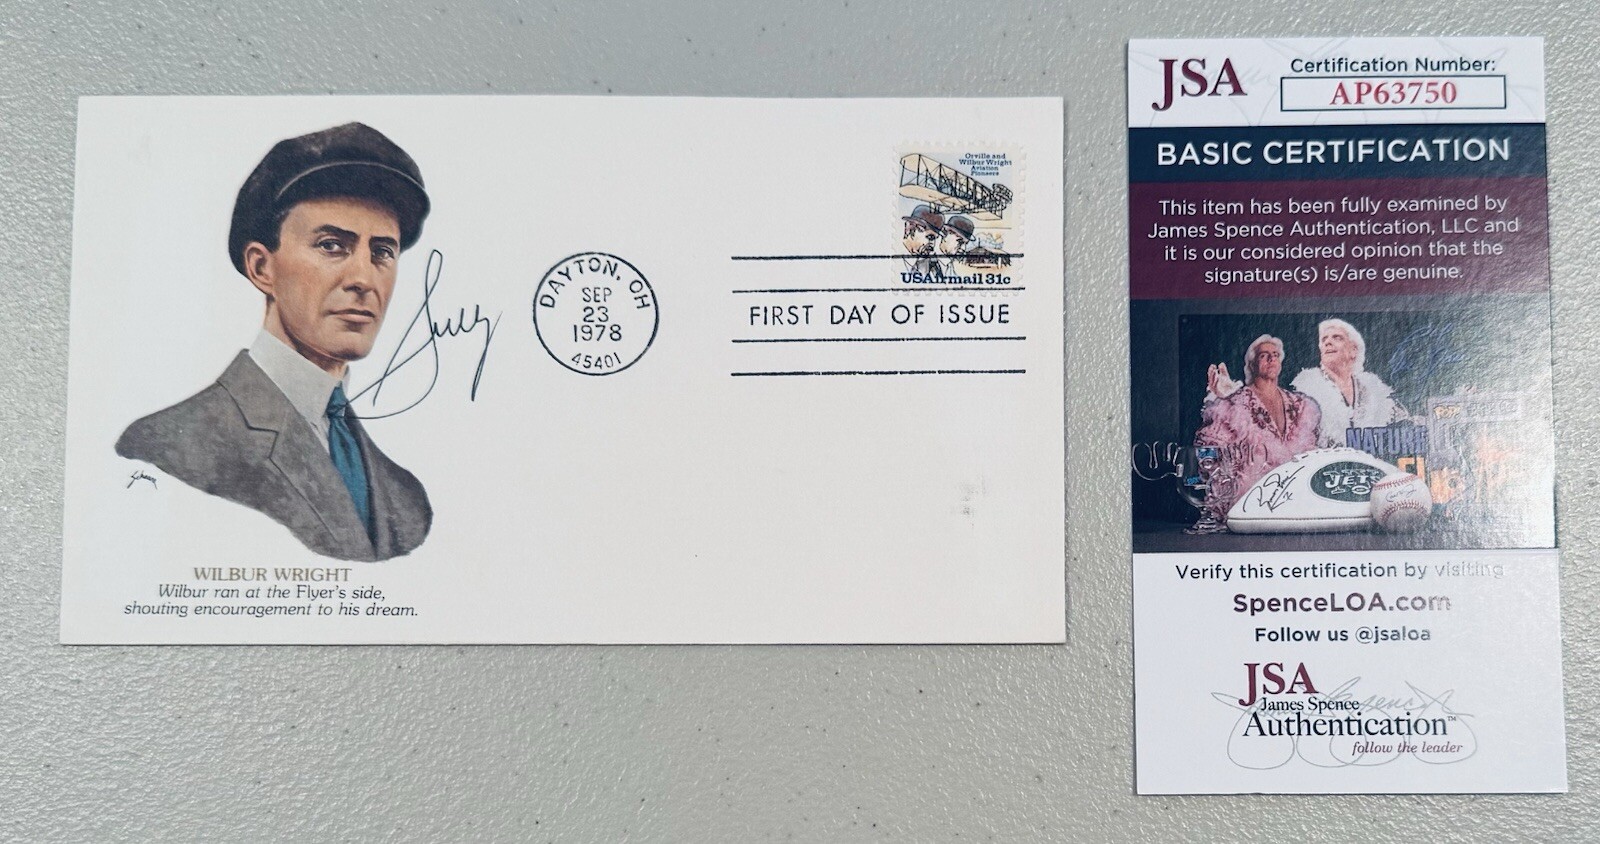 Sully
WILBUR WRIGHT
Wilbur ran at the Flyer's side,
shouting encouragement to his dream.
DAYTON, OH
SEP
23
1978
45401
Orville and
Wilbur Wright
Aviation
Pioneers
USAirmail 31c
FIRST DAY OF ISSUE
JSA
Certification Number:
AP63750
BASIC CERTIFICATION
This item has been fully examined by
James Spence Authentication, LLC and
it is our considered opinion that the
signature(s) is/are genuine.
NATURE
JETS
Verify this certification by visiting
SpenceLOA.com
Follow us @jsaloa
JSA
James Spence
Authentication™
follow the leader